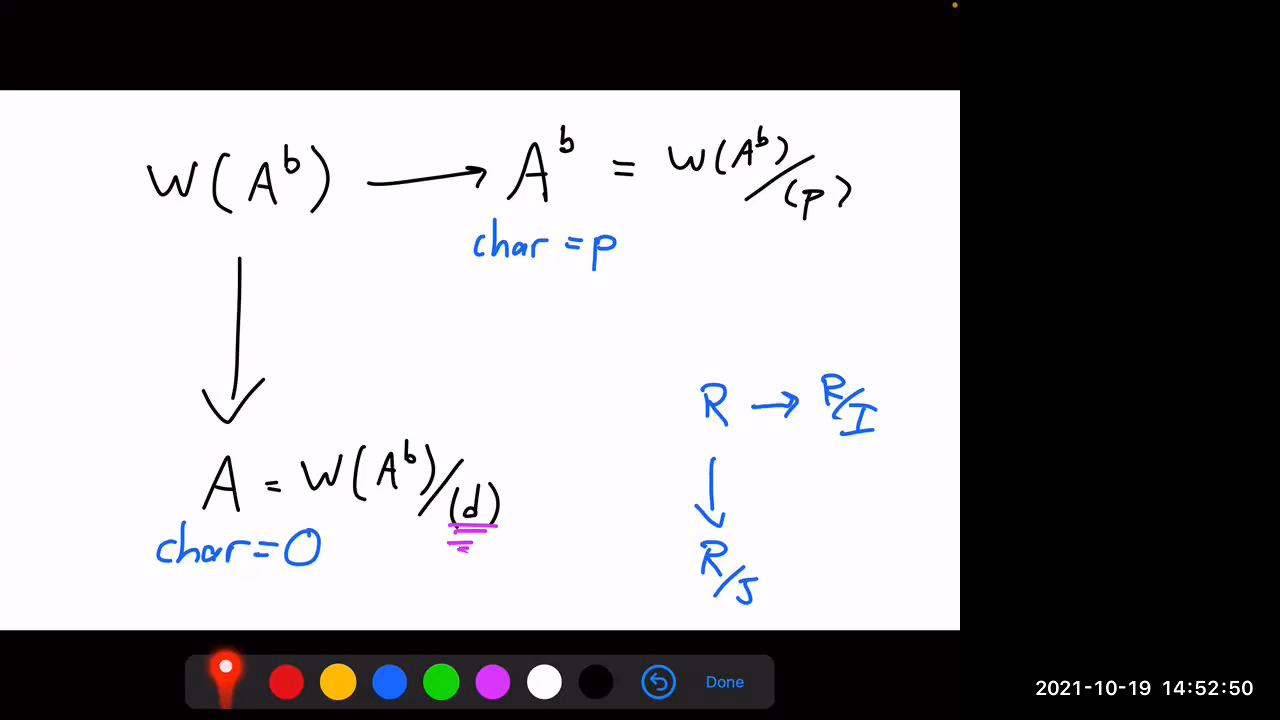 W(A^b) → A^b = W(A^b)/(p)
char = p
↓
R → R/I
A = W(A^b)/(d)
↓
char = 0
R/J
Done
2021-10-19 14:52:50